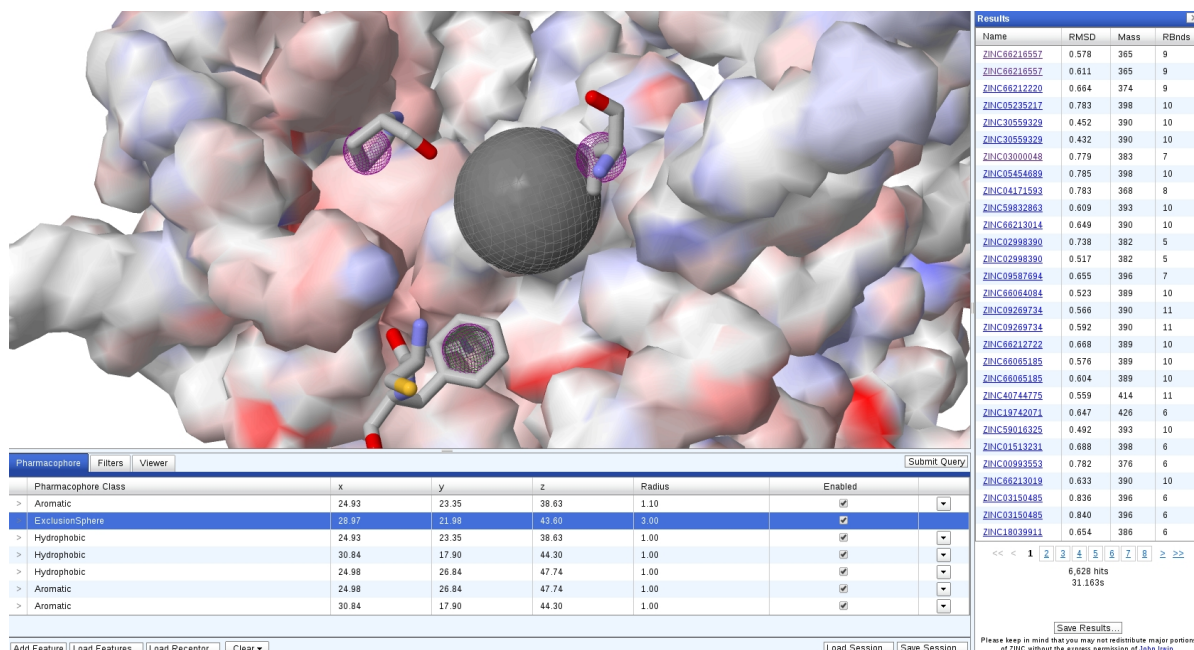 Results
Name RMSD Mass RBnds
ZINC66216557 0.578 365 9
ZINC66216557 0.611 365 9
ZINC66212220 0.664 374 9
ZINC05235217 0.783 398 10
ZINC30559329 0.452 390 10
ZINC30559329 0.432 390 10
ZINC03000048 0.779 383 7
ZINC05454689 0.785 398 10
ZINC04171593 0.783 368 8
ZINC59832863 0.609 393 10
ZINC66213014 0.649 390 10
ZINC02998390 0.738 382 5
ZINC02998390 0.517 382 5
ZINC09587694 0.655 396 7
ZINC66064084 0.523 389 10
ZINC09269734 0.566 390 11
ZINC09269734 0.592 390 11
ZINC66212722 0.668 389 10
ZINC66065185 0.576 389 10
ZINC66065185 0.604 389 10
ZINC40744775 0.559 414 11
ZINC19742071 0.647 426 6
ZINC59016325 0.492 393 10
ZINC01513231 0.688 398 6
ZINC00993553 0.782 376 6
ZINC66213019 0.633 390 10
ZINC03150485 0.836 396 6
ZINC03150485 0.840 396 6
ZINC18039911 0.654 386 6
<< < 1 2 3 4 5 6 7 8 > >>
6,628 hits
31.163s
Save Results...
Please keep in mind that you may not redistribute major portions
of ZINC without the express permission of John Irwin
Pharmacophore Filters Viewer Submit Query
Pharmacophore Class x y z Radius Enabled
> Aromatic 24.93 23.35 38.63 1.10
ExclusionSphere 28.97 21.98 43.60 3.00
> Hydrophobic 24.93 23.35 38.63 1.00
> Hydrophobic 30.84 17.90 44.30 1.00
> Hydrophobic 24.98 26.84 47.74 1.00
> Aromatic 24.98 26.84 47.74 1.00
> Aromatic 30.84 17.90 44.30 1.00
Add Feature Load Features... Load Receptor... Clear Load Session... Save Session...